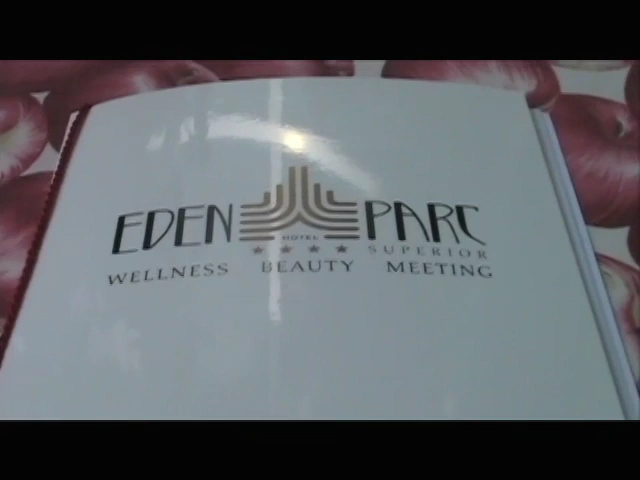 EDEN PARC
HOTEL
★ ★ ★ ★ SUPERIOR
WELLNESS BEAUTY MEETING